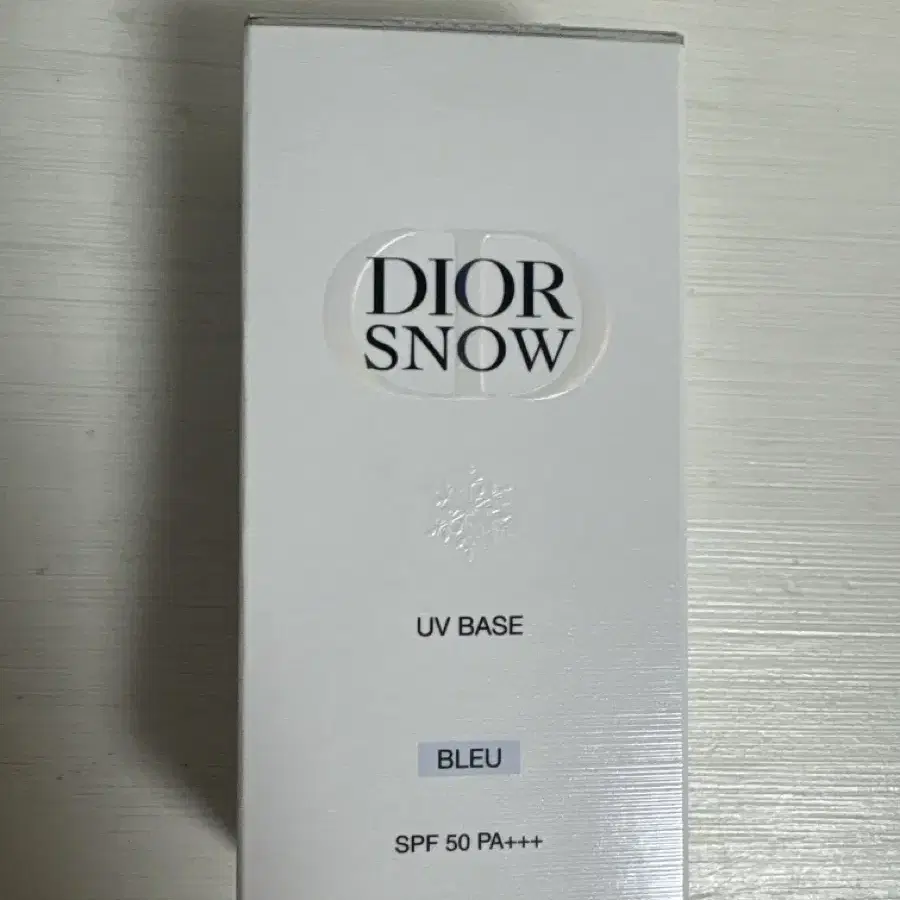 DIOR
SNOW
UV BASE
BLEU
SPF 50 PA+++